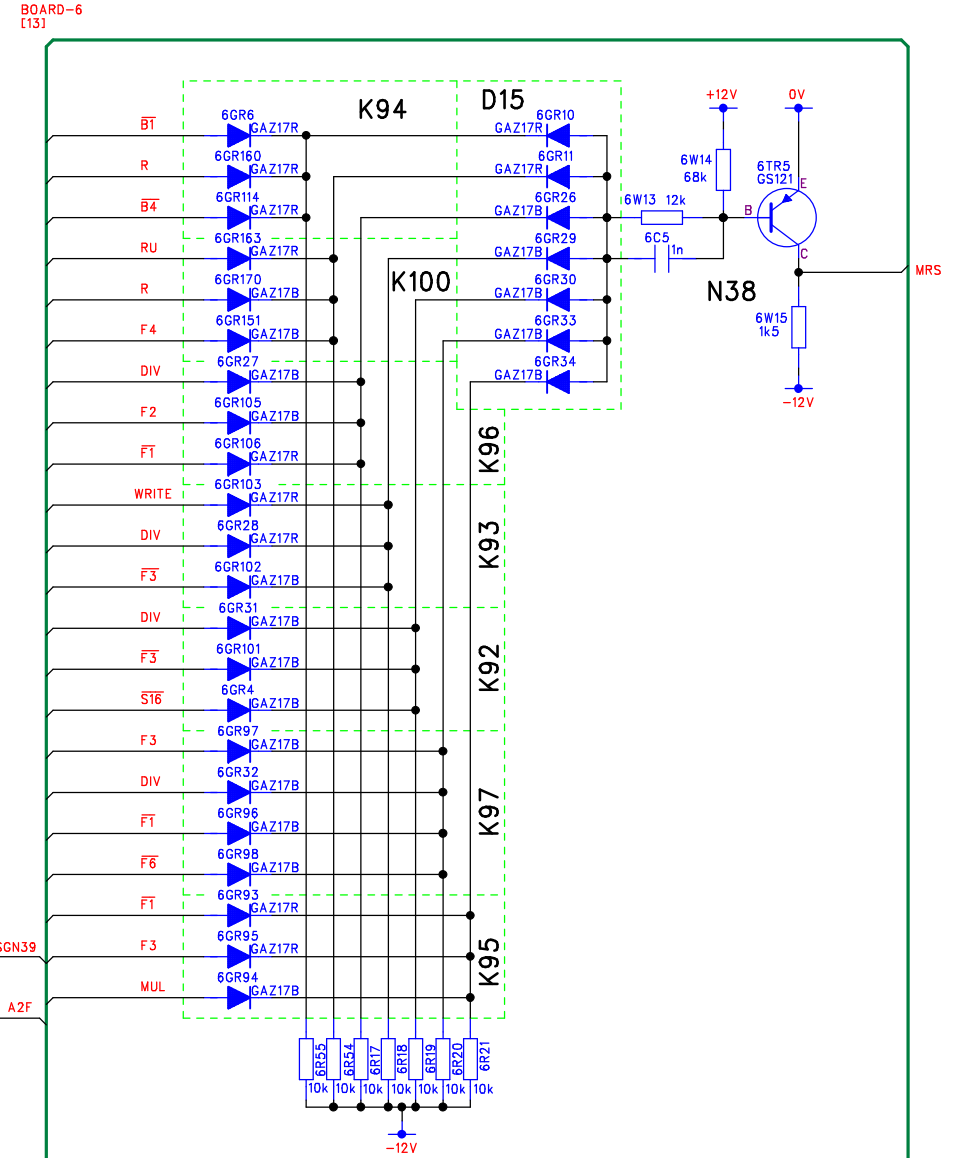 BOARD-6
[13]
K94
D15
+12V
0V
B1
6GR6
GAZ17R
GAZ17R
6GR10
R
6GR160
GAZ17R
GAZ17R
6GR11
6W14
68k
6TR5
GS121
E
B4
6GR114
GAZ17R
GAZ17B
6GR26
6W13 12k
B
RU
6GR163
GAZ17R
GAZ17B
6GR29
6C5
1n
C
MRS
R
6GR170
GAZ17B
K100
GAZ17B
6GR30
N38
F4
6GR151
GAZ17B
GAZ17B
6GR33
6W15
1k5
DIV
6GR27
GAZ17B
GAZ17B
6GR34
-12V
F2
6GR105
GAZ17B
K96
F1
6GR106
GAZ17R
WRITE
6GR103
GAZ17R
K93
DIV
6GR28
GAZ17R
F3
6GR102
GAZ17B
DIV
6GR31
GAZ17B
K92
F3
6GR101
GAZ17B
S16
6GR4
GAZ17B
F3
6GR97
GAZ17B
DIV
6GR32
GAZ17B
K97
F1
6GR96
GAZ17B
F6
6GR98
GAZ17B
F1
6GR93
GAZ17R
SGN39
F3
6GR95
GAZ17R
K95
A2F
MUL
6GR94
GAZ17B
6R55
6R54
6R17
6R18
6R19
6R20
6R21
10k
10k
10k
10k
10k
10k
10k
-12V